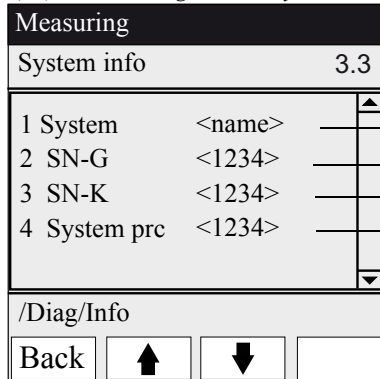 Measuring
System info 3.3
1 System <name>
2 SN-G <1234>
3 SN-K <1234>
4 System prc <1234>
/Diag/Info
Back